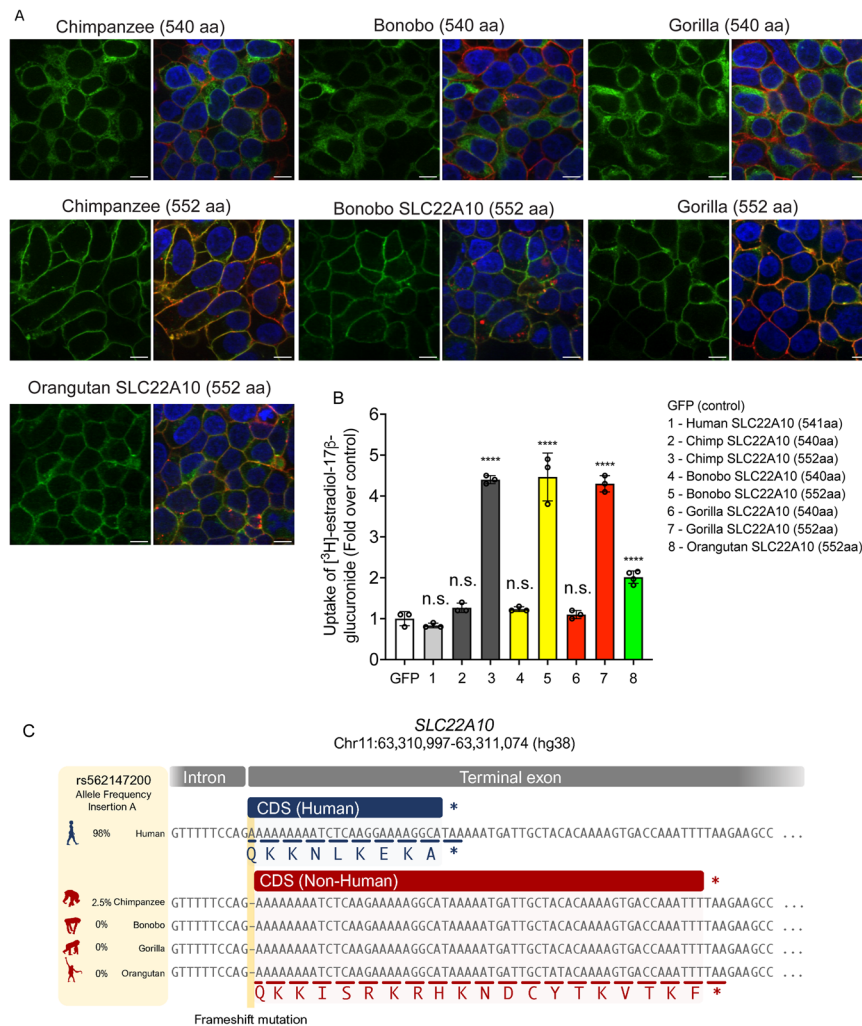 A
Chimpanzee (540 aa)
Bonobo (540 aa)
Gorilla (540 aa)
Chimpanzee (552 aa)
Bonobo SLC22A10 (552 aa)
Gorilla (552 aa)
Orangutan SLC22A10 (552 aa)
B
Uptake of [³H]-estradiol-17β-
glucuronide (Fold over control)
6
5
4
3
2
1
0
n.s.
n.s.
****
n.s.
****
n.s.
****
****
GFP 1 2 3 4 5 6 7 8
GFP (control)
1 - Human SLC22A10 (541aa)
2 - Chimp SLC22A10 (540aa)
3 - Chimp SLC22A10 (552aa)
4 - Bonobo SLC22A10 (540aa)
5 - Bonobo SLC22A10 (552aa)
6 - Gorilla SLC22A10 (540aa)
7 - Gorilla SLC22A10 (552aa)
8 - Orangutan SLC22A10 (552aa)
C
SLC22A10
Chr11:63,310,997-63,311,074 (hg38)
rs562147200
Allele Frequency
Insertion A
Intron
Terminal exon
CDS (Human) *
98% Human GTTTTTCCAGAAAAAAAAATCTCAAGGAAAAGGCATAAAAATGATTGCTACACAAAAGTGACCAAATTTTAAGAAGCC ...
Q K K N L K E K A *
CDS (Non-Human) *
2.5% Chimpanzee GTTTTTCCAG-AAAAAAAATCTCAAGAAAAAGGCATAAAAATGATTGCTACACAAAAGTGACCAAATTTTAAGAAGCC ...
0% Bonobo GTTTTTCCAG-AAAAAAAATCTCAAGAAAAAGGCATAAAAATGATTGCTACACAAAAGTGACCAAATTTTAAGAAGCC ...
0% Gorilla GTTTTTCCAG-AAAAAAAATCTCAAGAAAAAGGCATAAAAATGATTGCTACACAAAAGTGACCAAATTTTAAGAAGCC ...
0% Orangutan GTTTTTCCAG-AAAAAAAATCTCAAGAAAAAGGCATAAAAATGATTGCTATACAAAAGTGACCAAATTTTAAGAAGCC ...
Q K K I S R K R H K N D C Y T K V T K F *
Frameshift mutation